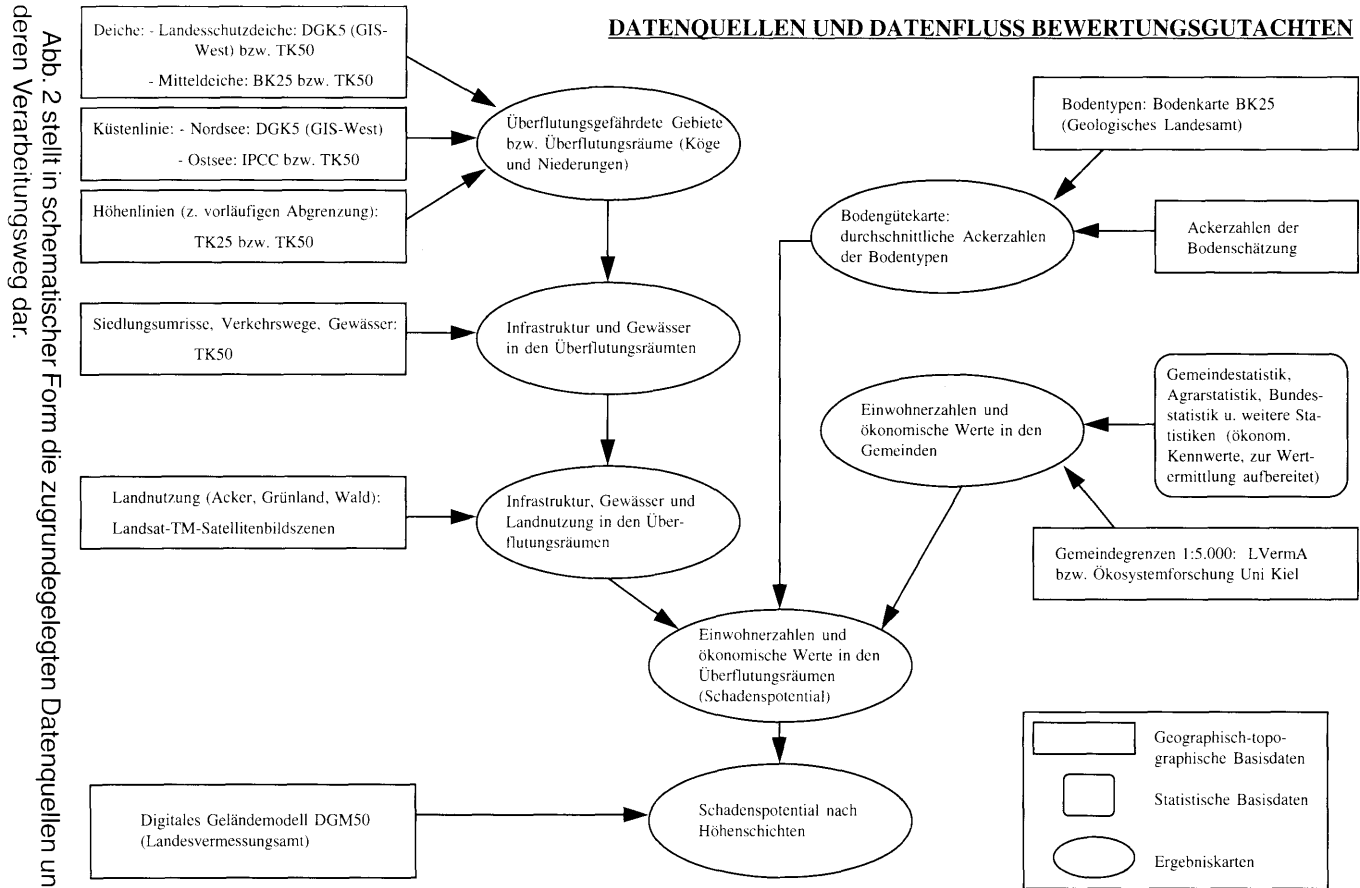 DATENQUELLEN UND DATENFLUSS BEWERTUNGSGUTACHTEN
Deiche: - Landesschutzdeiche: DGK5 (GIS-
West) bzw. TK50
- Mitteldeiche: BK25 bzw. TK50
Küstenlinie: - Nordsee: DGK5 (GIS-West)
- Ostsee: IPCC bzw. TK50
Höhenlinien (z. vorläufigen Abgrenzung):
TK25 bzw. TK50
Überflutungsgefährdete Gebiete
bzw. Überflutungsräume (Köge
und Niederungen)
Bodentypen: Bodenkarte BK25
(Geologisches Landesamt)
Bodengütekarte:
durchschnittliche Ackerzahlen
der Bodentypen
Ackerzahlen der
Bodenschätzung
Siedlungsumrisse, Verkehrswege, Gewässer:
TK50
Infrastruktur und Gewässer
in den Überflutungsräumten
Einwohnerzahlen und
ökonomische Werte in den
Gemeinden
Gemeindestatistik,
Agrarstatistik, Bundes-
statistik u. weitere Sta-
tistiken (ökonom.
Kennwerte, zur Wert-
ermittlung aufbereitet)
Landnutzung (Acker, Grünland, Wald):
Landsat-TM-Satellitenbildszenen
Infrastruktur, Gewässer und
Landnutzung in den Über-
flutungsräumen
Gemeindegrenzen 1:5.000: LVermA
bzw. Ökosystemforschung Uni Kiel
Einwohnerzahlen und
ökonomische Werte in den
Überflutungsräumen
(Schadenspotential)
Digitales Geländemodell DGM50
(Landesvermessungsamt)
Schadenspotential nach
Höhenschichten
Geographisch-topo-
graphische Basisdaten
Statistische Basisdaten
Ergebniskarten
Abb. 2 stellt in schematischer Form die zugrundegelegten Datenquellen un
deren Verarbeitungsweg dar.